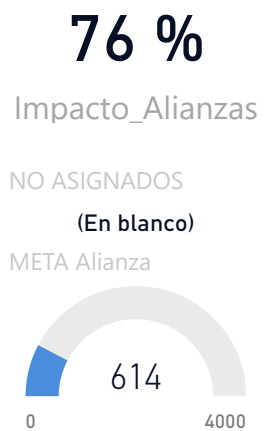 76 %
Impacto_Alianzas
NO ASIGNADOS
(En blanco)
META Alianza
614
0 4000